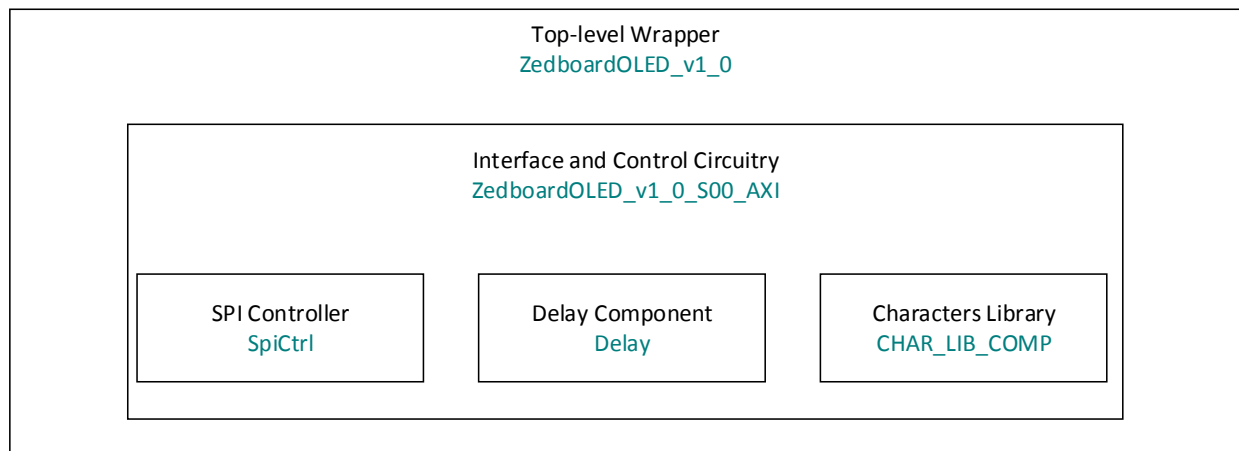 Top-level Wrapper
ZedboardOLED_v1_0
Interface and Control Circuitry
ZedboardOLED_v1_0_S00_AXI
SPI Controller
SpiCtrl
Delay Component
Delay
Characters Library
CHAR_LIB_COMP